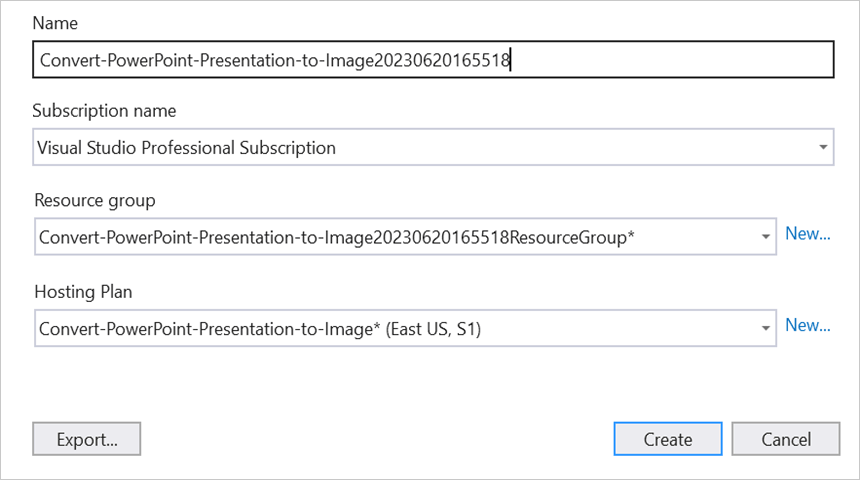 Name
Convert-PowerPoint-Presentation-to-Image20230620165518
Subscription name
Visual Studio Professional Subscription
Resource group
Convert-PowerPoint-Presentation-to-Image20230620165518ResourceGroup*
New...
Hosting Plan
Convert-PowerPoint-Presentation-to-Image* (East US, S1)
New...
Export...
Create
Cancel